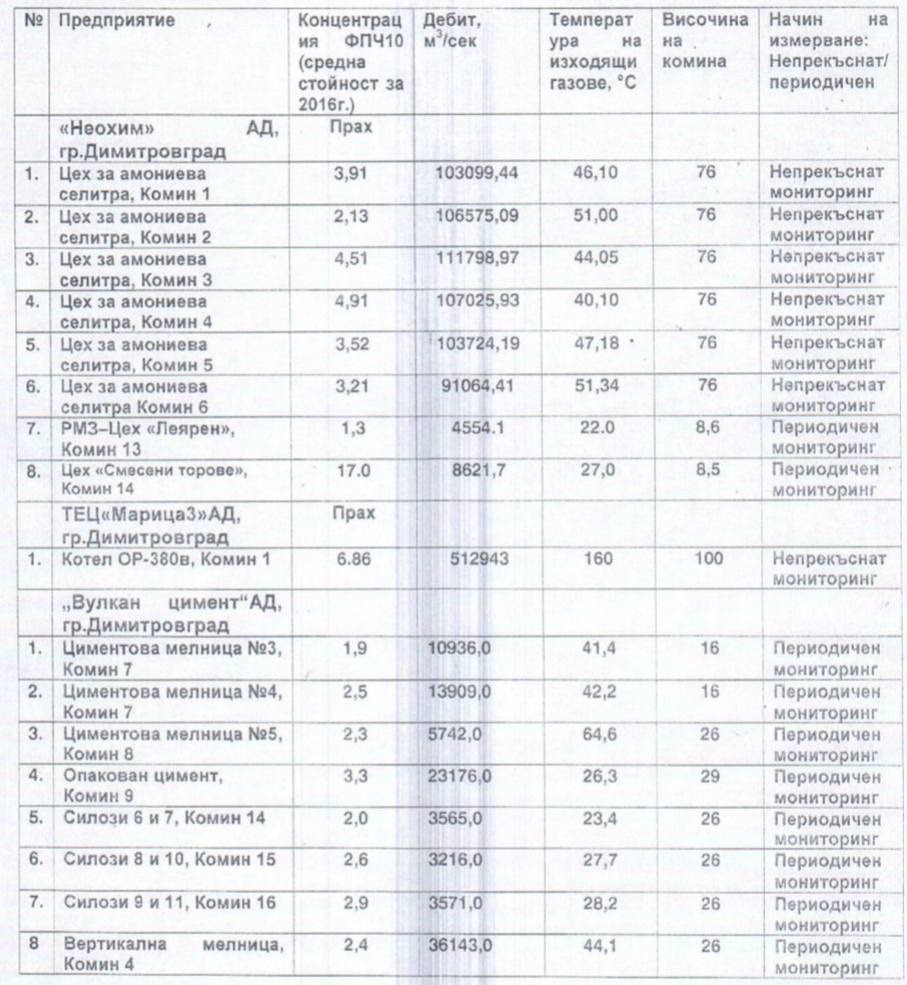 № Предприятие Концентрац Дебит, Температ Височина Начин на
ия ФПЧ10 м³/сек ура на на измерване:
(средна изходящи комина Непрекъснат/
стойност за газове, °C периодичен
2016г.)
«Неохим» АД, Прах
гр.Димитровград
1. Цех за амониева 3,91 103099,44 46,10 76 Непрекъснат
селитра, Комин 1 мониторинг
2. Цех за амониева 2,13 106575,09 51,00 76 Непрекъснат
селитра, Комин 2 мониторинг
3. Цех за амониева 4,51 111798,97 44,05 76 Непрекъснат
селитра, Комин 3 мониторинг
4. Цех за амониева 4,91 107025,93 40,10 76 Непрекъснат
селитра, Комин 4 мониторинг
5. Цех за амониева 3,52 103724,19 47,18 76 Непрекъснат
селитра, Комин 5 мониторинг
6. Цех за амониева 3,21 91064,41 51,34 76 Непрекъснат
селитра Комин 6 мониторинг
7. РМЗ–Цех «Леярен», 1,3 4554.1 22.0 8,6 Периодичен
Комин 13 мониторинг
8. Цех «Смесени торове», 17.0 8621,7 27,0 8,5 Периодичен
Комин 14 мониторинг
ТЕЦ«Марица3»АД, Прах
гр.Димитровград
1. Котел ОР-380в, Комин 1 6.86 512943 160 100 Непрекъснат
мониторинг
„Вулкан цимент“АД,
гр.Димитровград
1. Циментова мелница №3, 1,9 10936,0 41,4 16 Периодичен
Комин 7 мониторинг
2. Циментова мелница №4, 2,5 13909,0 42,2 16 Периодичен
Комин 7 мониторинг
3. Циментова мелница №5, 2,3 5742,0 64,6 26 Периодичен
Комин 8 мониторинг
4. Опакован цимент, 3,3 23176,0 26,3 29 Периодичен
Комин 9 мониторинг
5. Силози 6 и 7, Комин 14 2,0 3565,0 23,4 26 Периодичен
мониторинг
6. Силози 8 и 10, Комин 15 2,6 3216,0 27,7 26 Периодичен
мониторинг
7. Силози 9 и 11, Комин 16 2,9 3571,0 28,2 26 Периодичен
мониторинг
8 Вертикална мелница, 2,4 36143,0 44,1 26 Периодичен
Комин 4 мониторинг